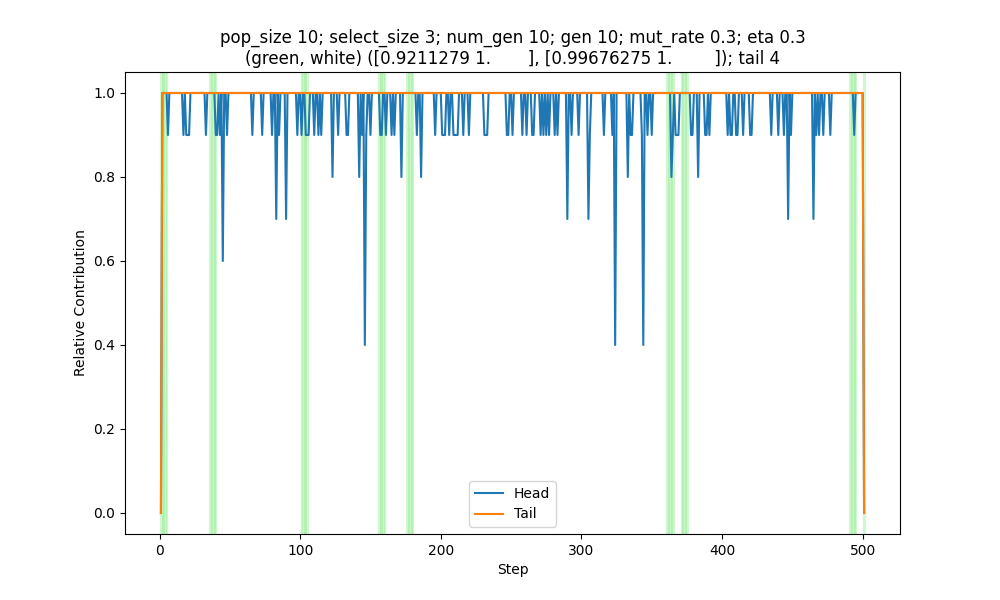 pop_size 10; select_size 3; num_gen 10; gen 10; mut_rate 0.3; eta 0.3
(green, white) ([0.9211279 1.        ], [0.99676275 1.        ]); tail 4
1.0
0.8
0.6
0.4
0.2
0.0
Relative Contribution
Head
Tail
0 100 200 300 400 500
Step